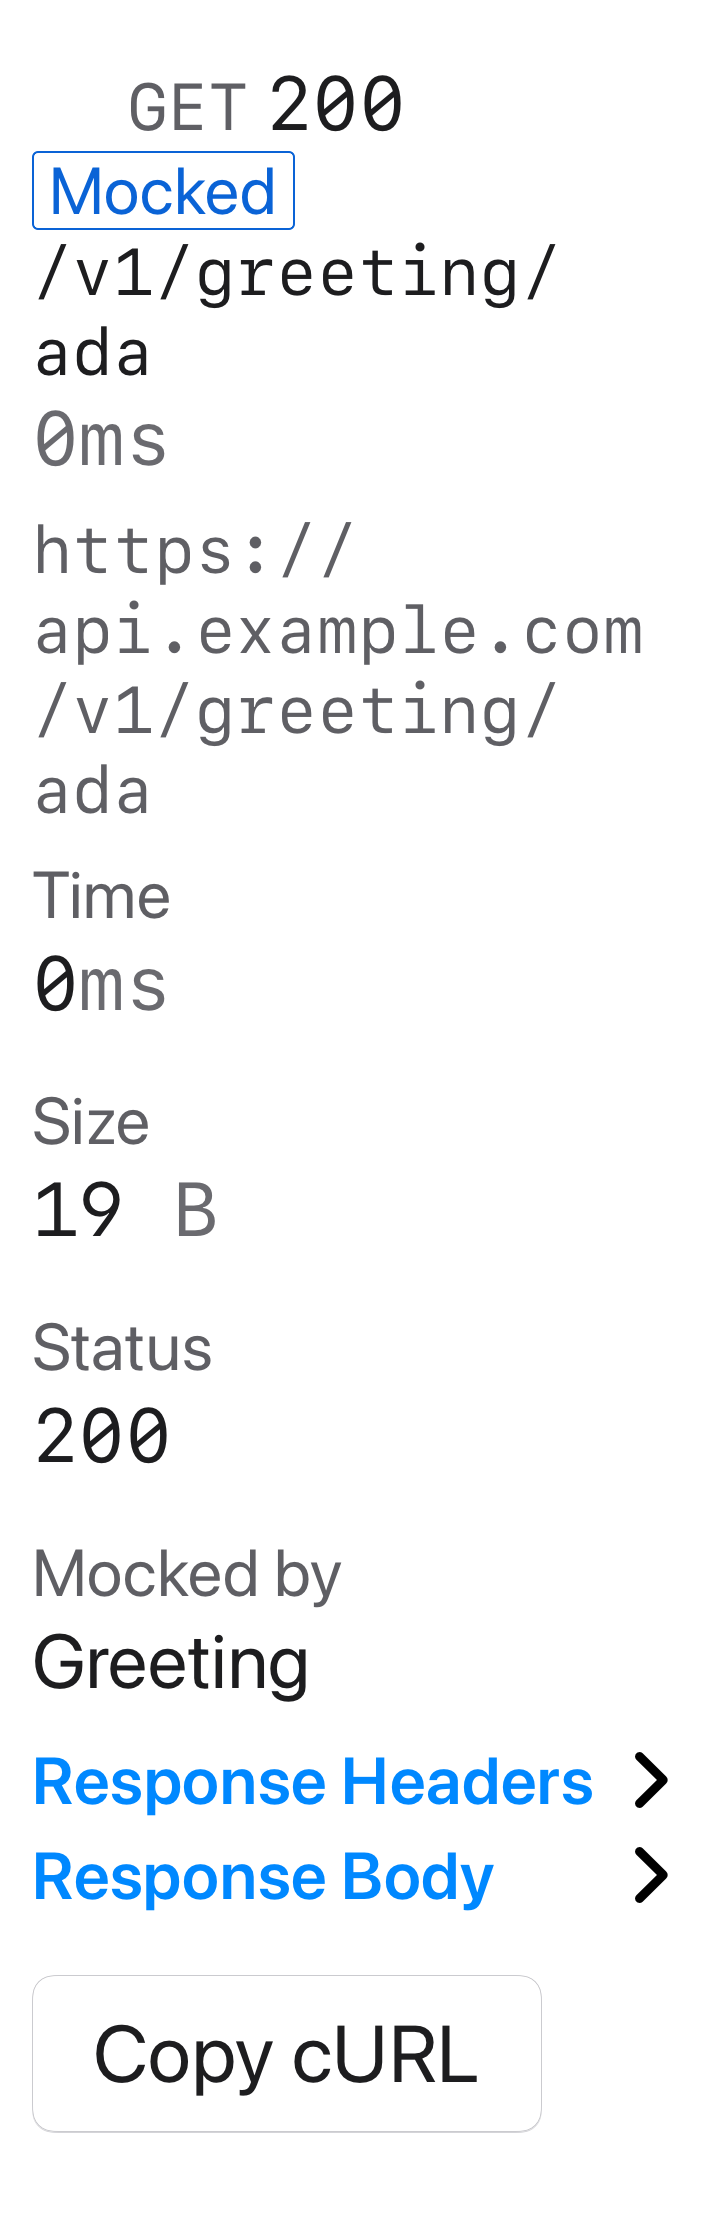 GET 200
Mocked
/v1/greeting/
ada
0ms
https://
api.example.com
/v1/greeting/
ada
Time
0ms
Size
19 B
Status
200
Mocked by
Greeting
Response Headers
Response Body
Copy cURL